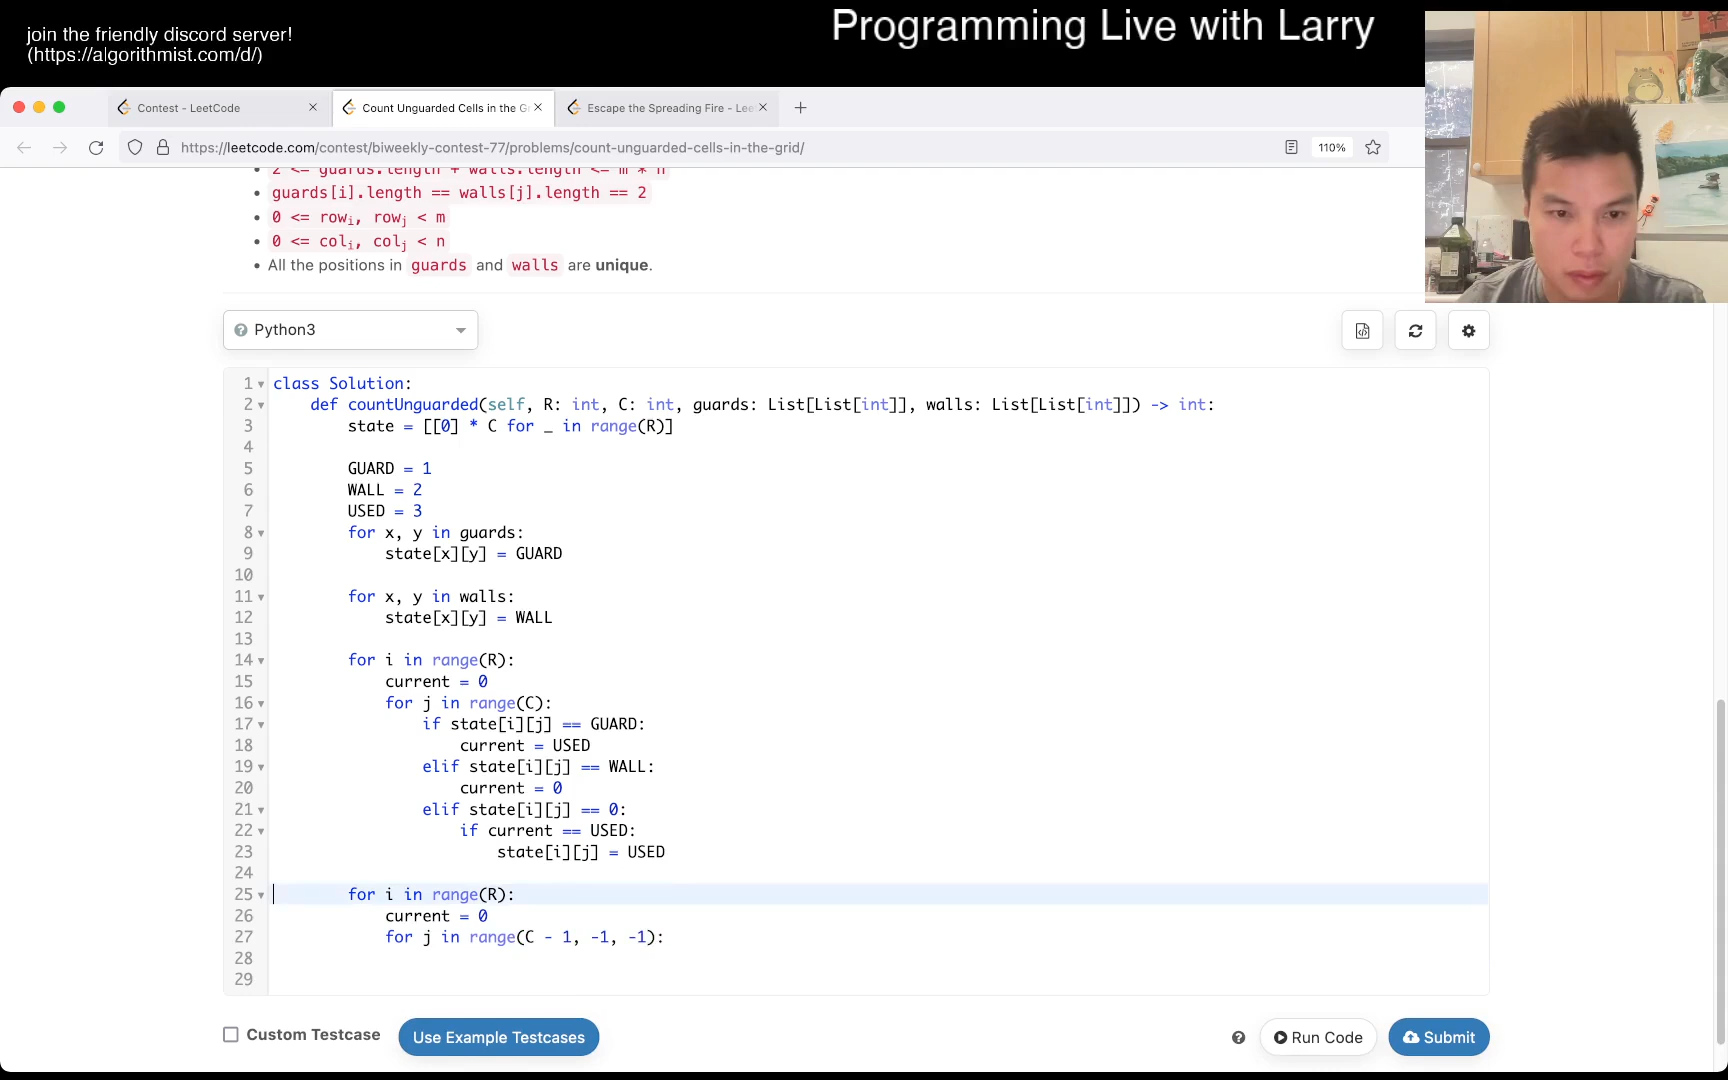 join the friendly discord server!
(https://algorithmist.com/d/)
Programming Live with Larry
Contest - LeetCode
Count Unguarded Cells in the G
Escape the Spreading Fire - Lee
https://leetcode.com/contest/biweekly-contest-77/problems/count-unguarded-cells-in-the-grid/
110%
2 <= guards.length + walls.length <= m * n
guards[i].length == walls[j].length == 2
0 <= rowi, rowj < m
0 <= coli, colj < n
All the positions in guards and walls are unique.
Python3
1 class Solution:
2 def countUnguarded(self, R: int, C: int, guards: List[List[int]], walls: List[List[int]]) -> int:
3 state = [[0] * C for _ in range(R)]
4
5 GUARD = 1
6 WALL = 2
7 USED = 3
8 for x, y in guards:
9 state[x][y] = GUARD
10
11 for x, y in walls:
12 state[x][y] = WALL
13
14 for i in range(R):
15 current = 0
16 for j in range(C):
17 if state[i][j] == GUARD:
18 current = USED
19 elif state[i][j] == WALL:
20 current = 0
21 elif state[i][j] == 0:
22 if current == USED:
23 state[i][j] = USED
24
25 for i in range(R):
26 current = 0
27 for j in range(C - 1, -1, -1):
28
29
Custom Testcase
Use Example Testcases
Run Code
Submit